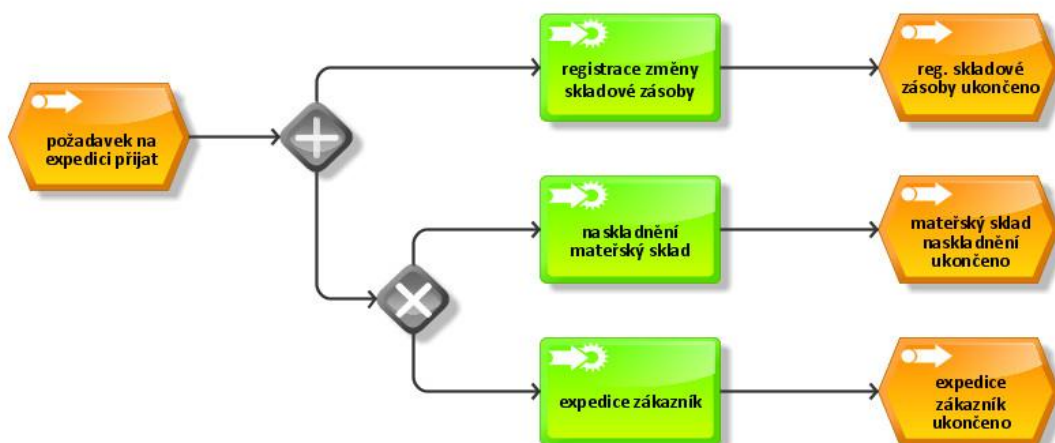 požadavek na
expedici přijat
registrace změny
skladové zásoby
reg. skladové
zásoby ukončeno
naskladnění
mateřský sklad
mateřský sklad
naskladnění
ukončeno
expedice zákazník
expedice
zákazník
ukončeno